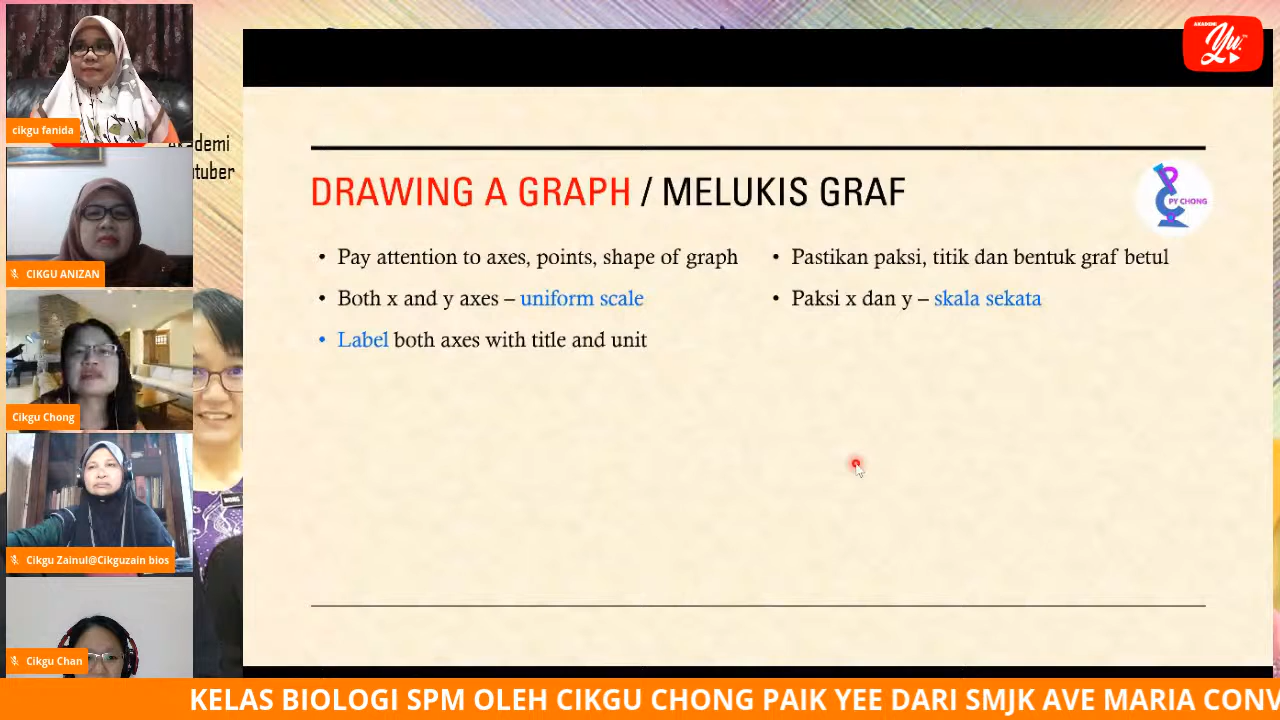 cikgu fanida
CIKGU ANIZAN
Cikgu Chong
Cikgu Zainul@Cikguzain bios
Cikgu Chan
AKADEMI
Yu
DRAWING A GRAPH / MELUKIS GRAF
PY CHONG
• Pay attention to axes, points, shape of graph
• Both x and y axes – uniform scale
• Label both axes with title and unit
• Pastikan paksi, titik dan bentuk graf betul
• Paksi x dan y – skala sekata
KELAS BIOLOGI SPM OLEH CIKGU CHONG PAIK YEE DARI SMJK AVE MARIA CONV